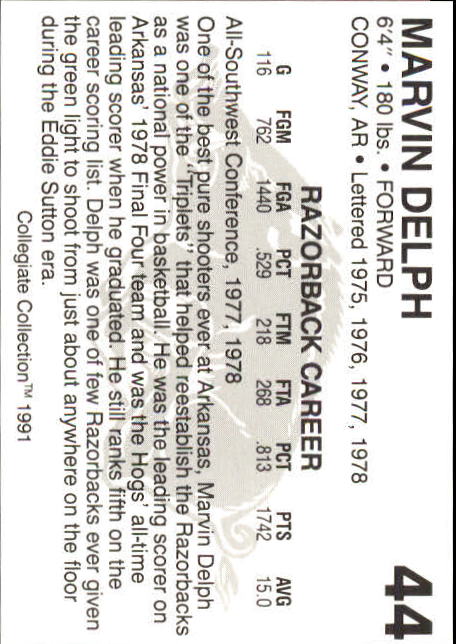 MARVIN DELPH 44
6'4" • 180 lbs. • FORWARD
CONWAY, AR • Lettered 1975, 1976, 1977, 1978
RAZORBACK CAREER
G FGM FGA PCT FTM FTA PCT PTS AVG
116 762 1440 .529 218 268 .813 1742 15.0
All-Southwest Conference, 1977, 1978
One of the best pure shooters ever at Arkansas, Marvin Delph
was one of the "Triplets" that helped restablish the Razorbacks
as a national power in basketball. He was the leading scorer on
Arkansas' 1978 Final Four team and was the Hogs' all-time
leading scorer when he graduated. He still ranks fifth on the
career scoring list. Delph was one of few Razorbacks ever given
the green light to shoot from just about anywhere on the floor
during the Eddie Sutton era.
Collegiate Collection™ 1991